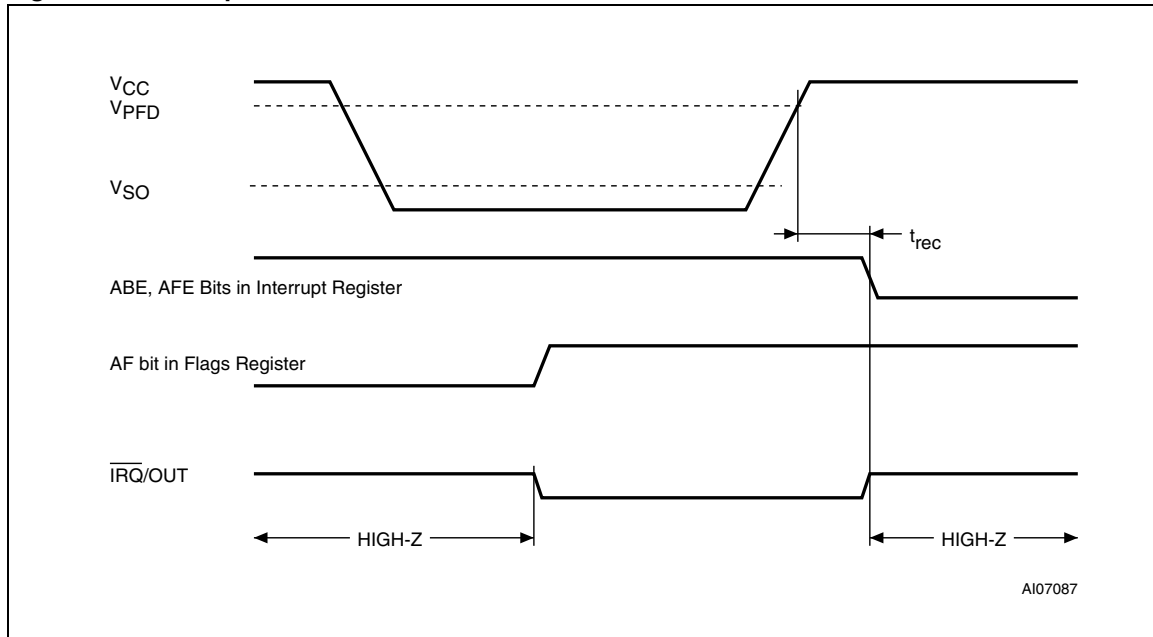 VCC
VPFD
VSO
trec
ABE, AFE Bits in Interrupt Register
AF bit in Flags Register
IRQ/OUT
HIGH-Z
HIGH-Z
AI07087